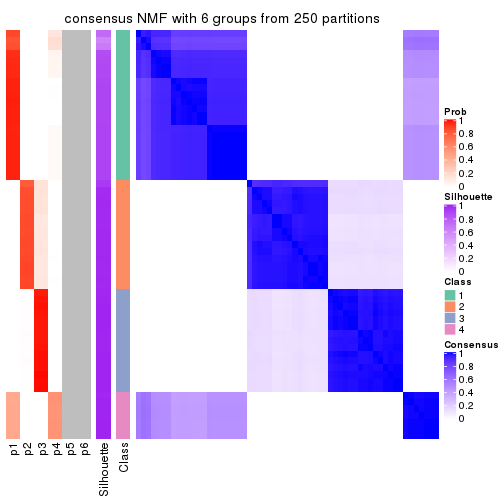 consensus NMF with 6 groups from 250 partitions
Prob
1
0.8
0.6
0.4
0.2
0
Silhouette
1
0.8
0.6
0.4
0.2
0
Class
1
2
3
4
Consensus
1
0.8
0.6
0.4
0.2
0
p1
p2
p3
p4
p5
p6
Silhouette
Class